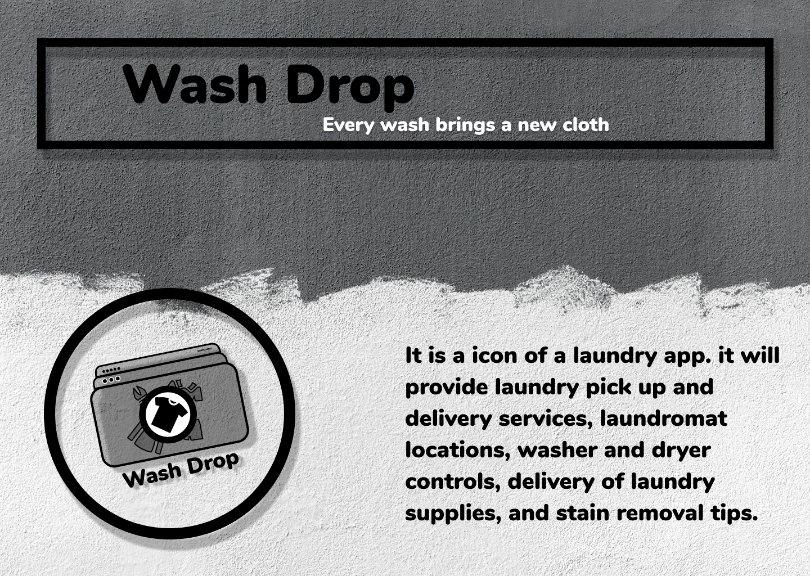 Wash Drop
Every wash brings a new cloth
It is a icon of a laundry app. it will
provide laundry pick up and
delivery services, laundromat
locations, washer and dryer
controls, delivery of laundry
supplies, and stain removal tips.
Wash Drop